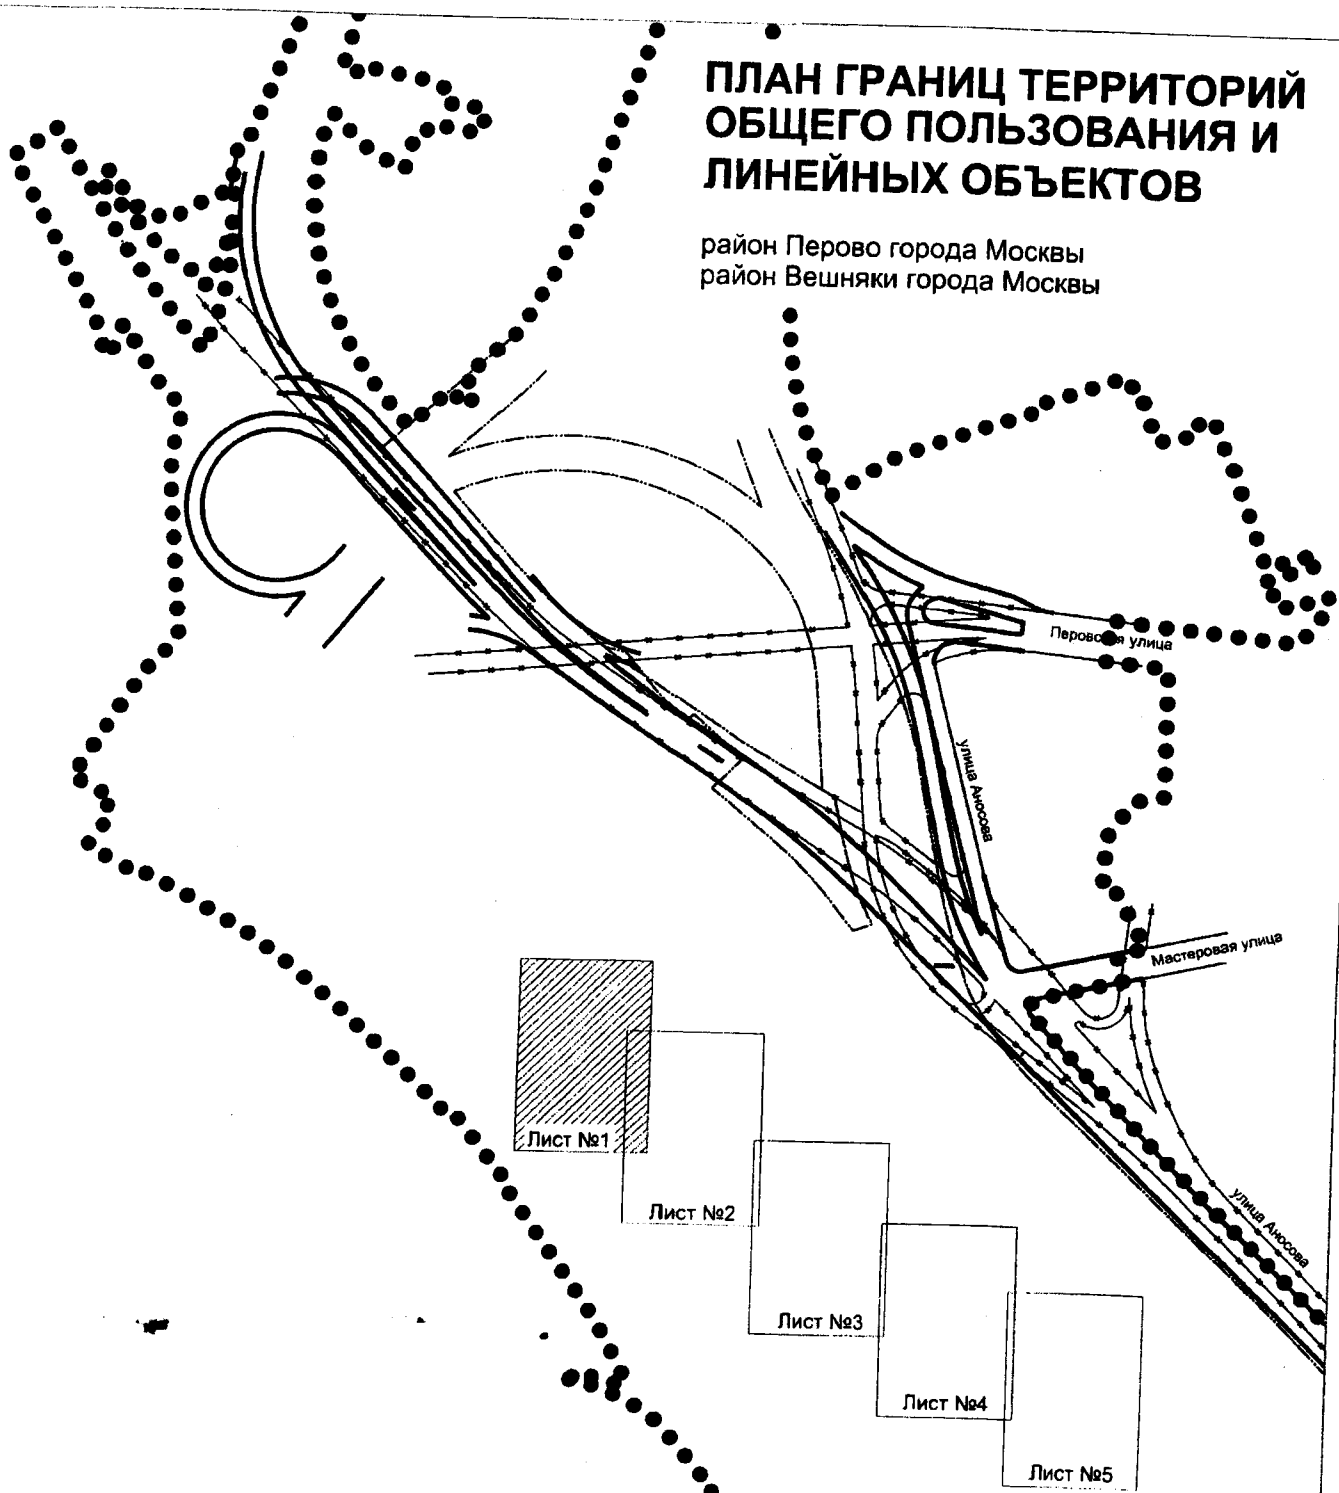 ПЛАН ГРАНИЦ ТЕРРИТОРИЙ
ОБЩЕГО ПОЛЬЗОВАНИЯ И
ЛИНЕЙНЫХ ОБЪЕКТОВ
район Перово города Москвы
район Вешняки города Москвы
Перовская улица
улица Аносова
Мастеровая улица
улица Аносова
Лист №1
Лист №2
Лист №3
Лист №4
Лист №5